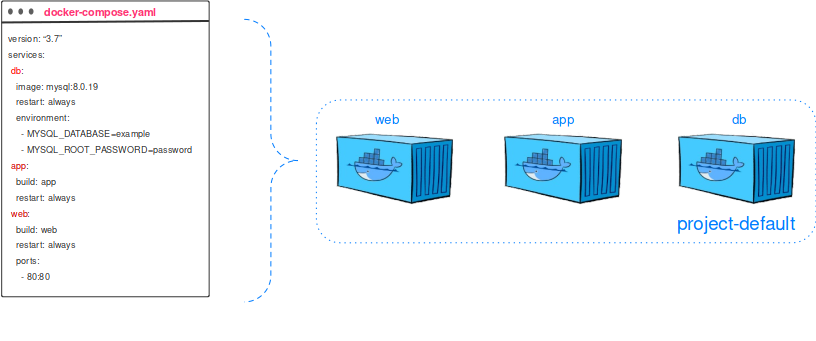 docker-compose.yaml
version: “3.7”
services:
db:
image: mysql:8.0.19
restart: always
environment:
- MYSQL_DATABASE=example
- MYSQL_ROOT_PASSWORD=password
app:
build: app
restart: always
web:
build: web
restart: always
ports:
- 80:80
web
app
db
project-default